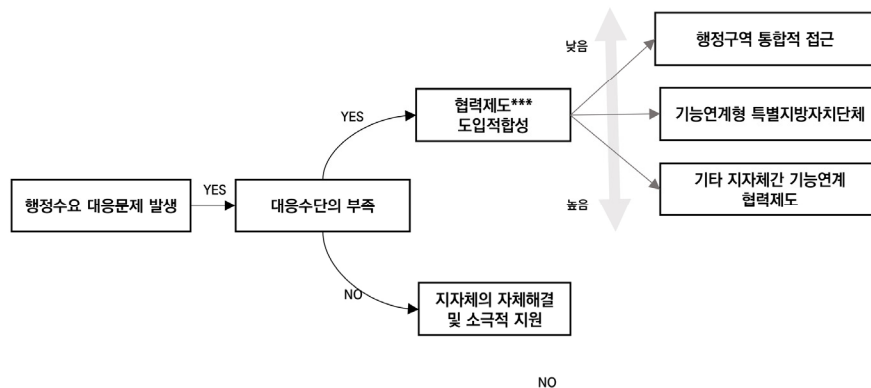 행정수요 대응문제 발생
YES
대응수단의 부족
YES
협력제도***
도입적합성
낮음
높음
행정구역 통합적 접근
기능연계형 특별지방자치단체
기타 지자체간 기능연계
협력제도
NO
지자체의 자체해결
및 소극적 지원
NO